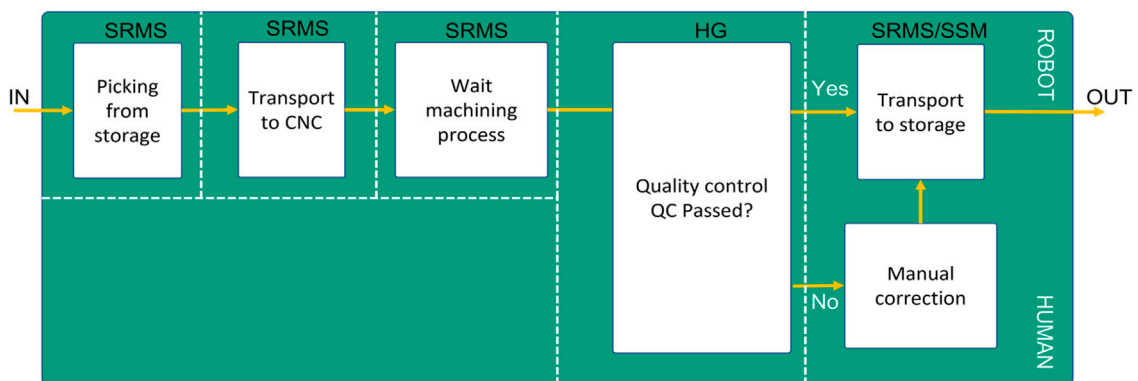 SRMS
SRMS
SRMS
HG
SRMS/SSM
ROBOT
IN
Picking
from
storage
Transport
to CNC
Wait
machining
process
Yes
Transport
to storage
OUT
Quality control
QC Passed?
No
Manual
correction
HUMAN